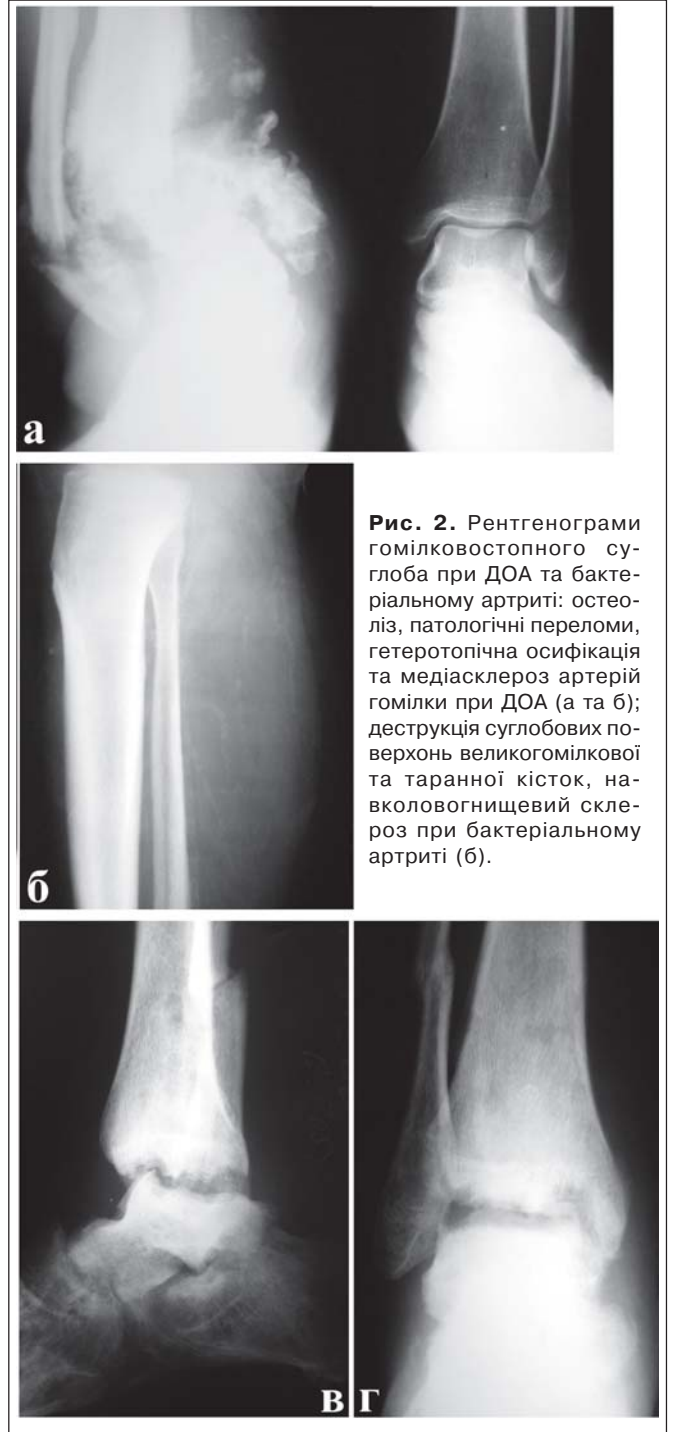 а
б
Рис. 2. Рентгенограми
гомілковостопного су-
глоба при ДОА та бакте-
ріальному артриті: остео-
ліз, патологічні переломи,
гетеротопічна осифікація
та медіасклероз артерій
гомілки при ДОА (а та б);
деструкція суглобових по-
верхонь великогомілкової
та таранної кісток, на-
вколовогнищевий скле-
роз при бактеріальному
артриті (б).
в г